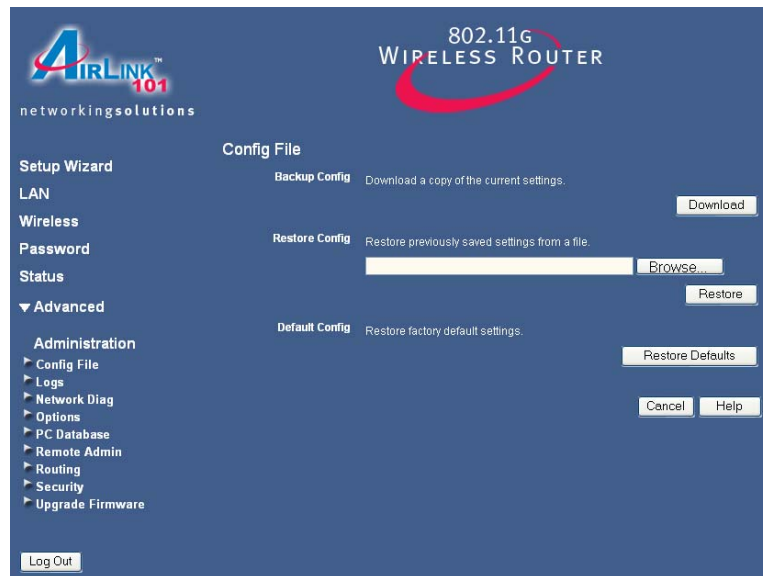 AIRLINK™
101
networkingsolutions
802.11G
WIRELESS ROUTER
Setup Wizard
LAN
Wireless
Password
Status
Advanced
Administration
Config File
Logs
Network Diag
Options
PC Database
Remote Admin
Routing
Security
Upgrade Firmware
Log Out
Config File
Backup Config
Download a copy of the current settings.
Download
Restore Config
Restore previously saved settings from a file.
Browse...
Restore
Default Config
Restore factory default settings.
Restore Defaults
Cancel Help